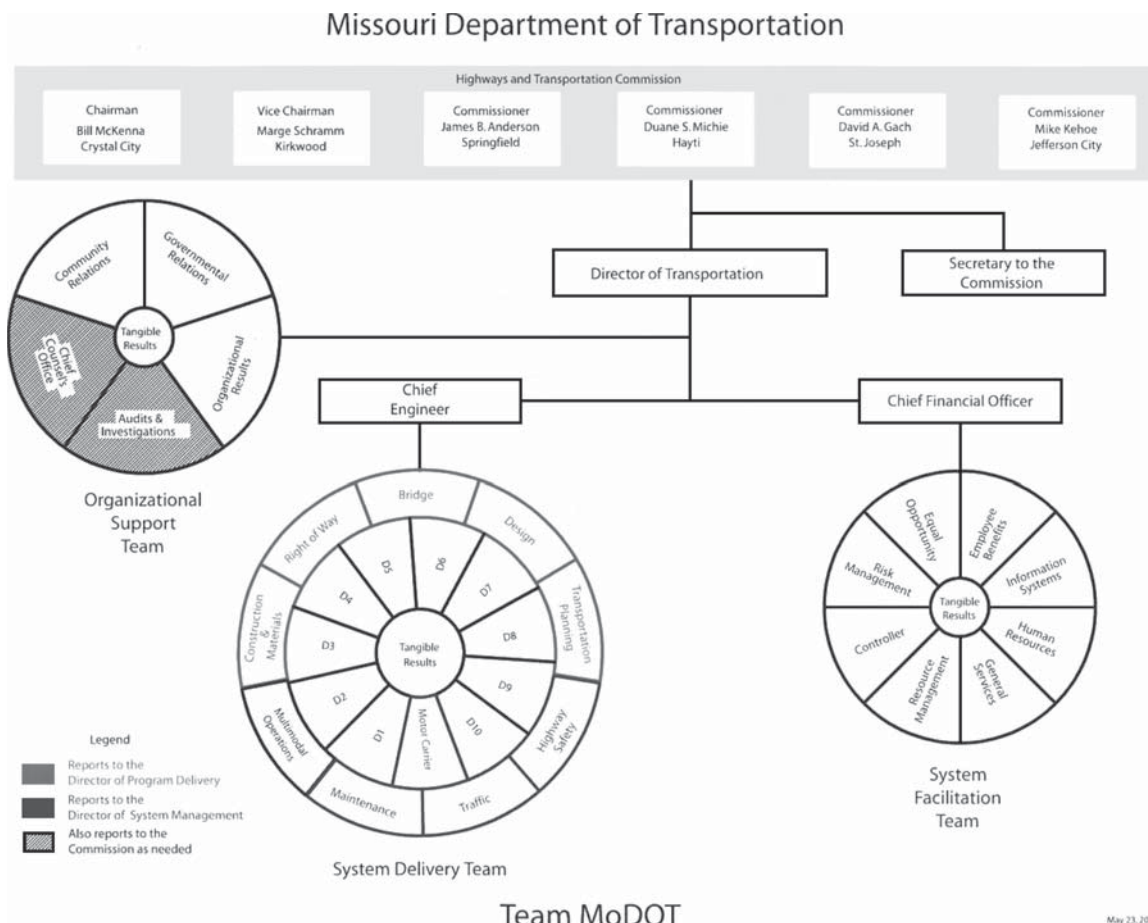 Missouri Department of Transportation
Highways and Transportation Commission
Chairman
Bill McKenna
Crystal City
Vice Chairman
Marge Schramm
Kirkwood
Commissioner
James B. Anderson
Springfield
Commissioner
Duane S. Michie
Hayti
Commissioner
David A. Gach
St. Joseph
Commissioner
Mike Kehoe
Jefferson City
Director of Transportation
Secretary to the
Commission
Community
Relations
Governmental
Relations
Organizational
Results
Audits &
Investigations
Chief
Counsel's
Office
Tangible
Results
Organizational
Support
Team
Chief
Engineer
Chief Financial Officer
Bridge
Design
Transportation
Planning
Highway
Safety
Traffic
Maintenance
Multimodal
Operations
Construction
&
Materials
Right of Way
D5
D6
D7
D8
D9
D10
Motor Carrier
D1
D2
D3
D4
Tangible
Results
System Delivery Team
Equal
Opportunity
Employee
Benefits
Information
Systems
Human
Resources
General
Services
Resource
Management
Controller
Risk
Management
Tangible
Results
System
Facilitation
Team
Legend
Reports to the
Director of Program Delivery
Reports to the
Director of System Management
Also reports to the
Commission as needed
Team MoDOT
May 23, 20